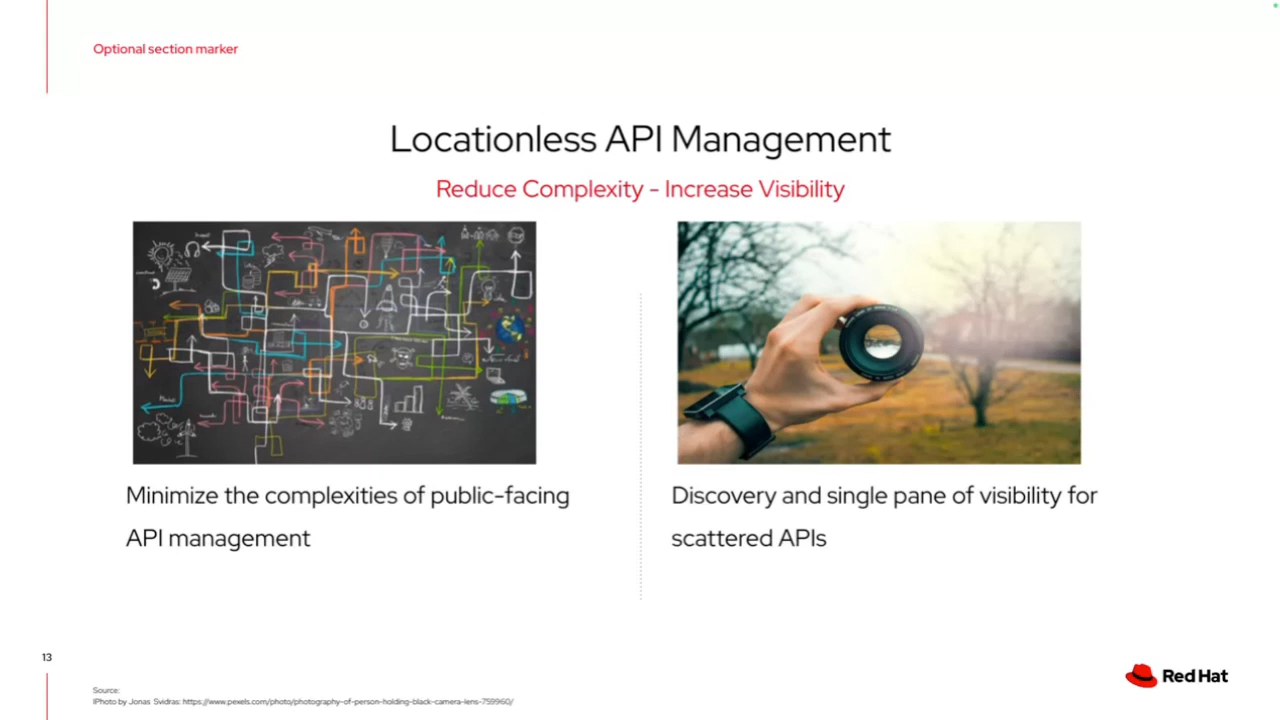 Optional section marker
Locationless API Management
Reduce Complexity - Increase Visibility
Minimize the complexities of public-facing
API management
Discovery and single pane of visibility for
scattered APIs
13
Source:
IPhoto by Jonas Svidras: https://www.pexels.com/photo/photography-of-person-holding-black-camera-lens-759960/
Red Hat